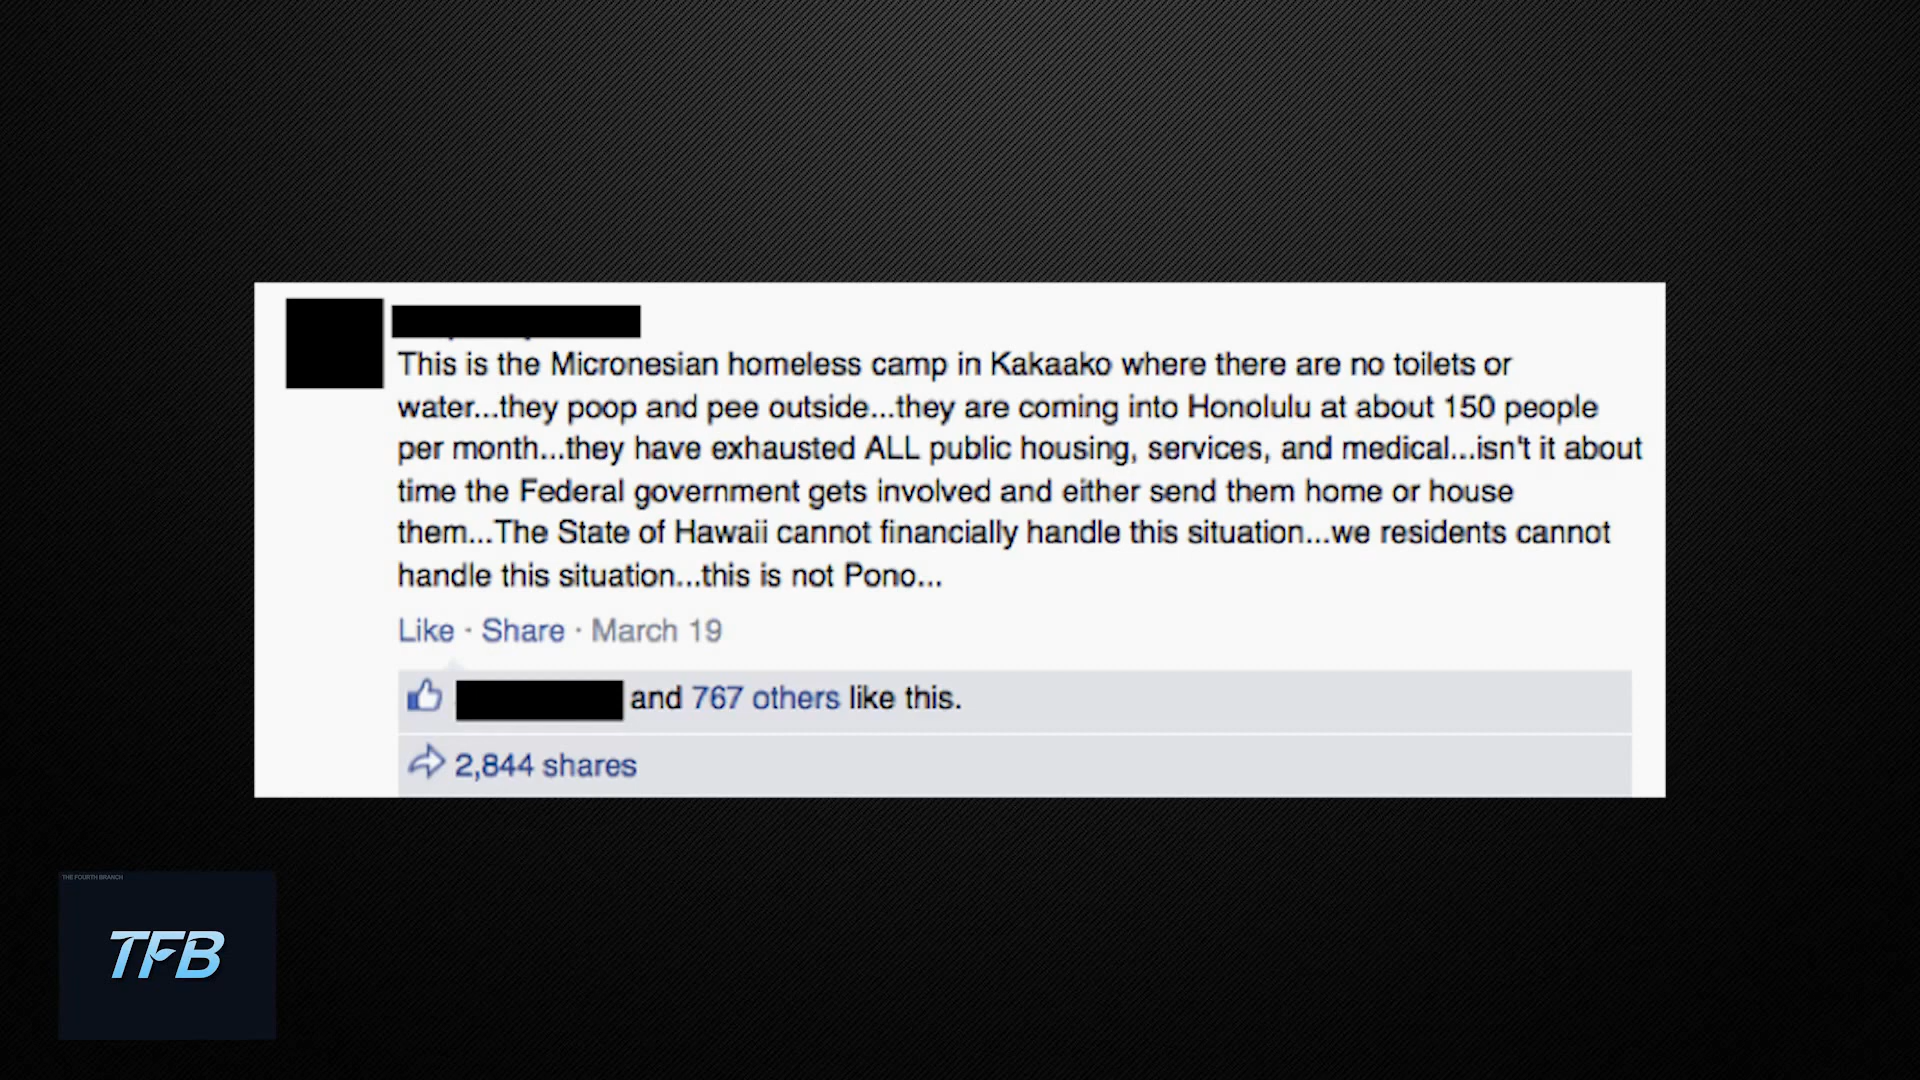 This is the Micronesian homeless camp in Kakaako where there are no toilets or
water...they poop and pee outside...they are coming into Honolulu at about 150 people
per month...they have exhausted ALL public housing, services, and medical...isn't it about
time the Federal government gets involved and either send them home or house
them...The State of Hawaii cannot financially handle this situation...we residents cannot
handle this situation...this is not Pono...
Like · Share · March 19
and 767 others like this.
2,844 shares
THE FOURTH BRANCH
TFB